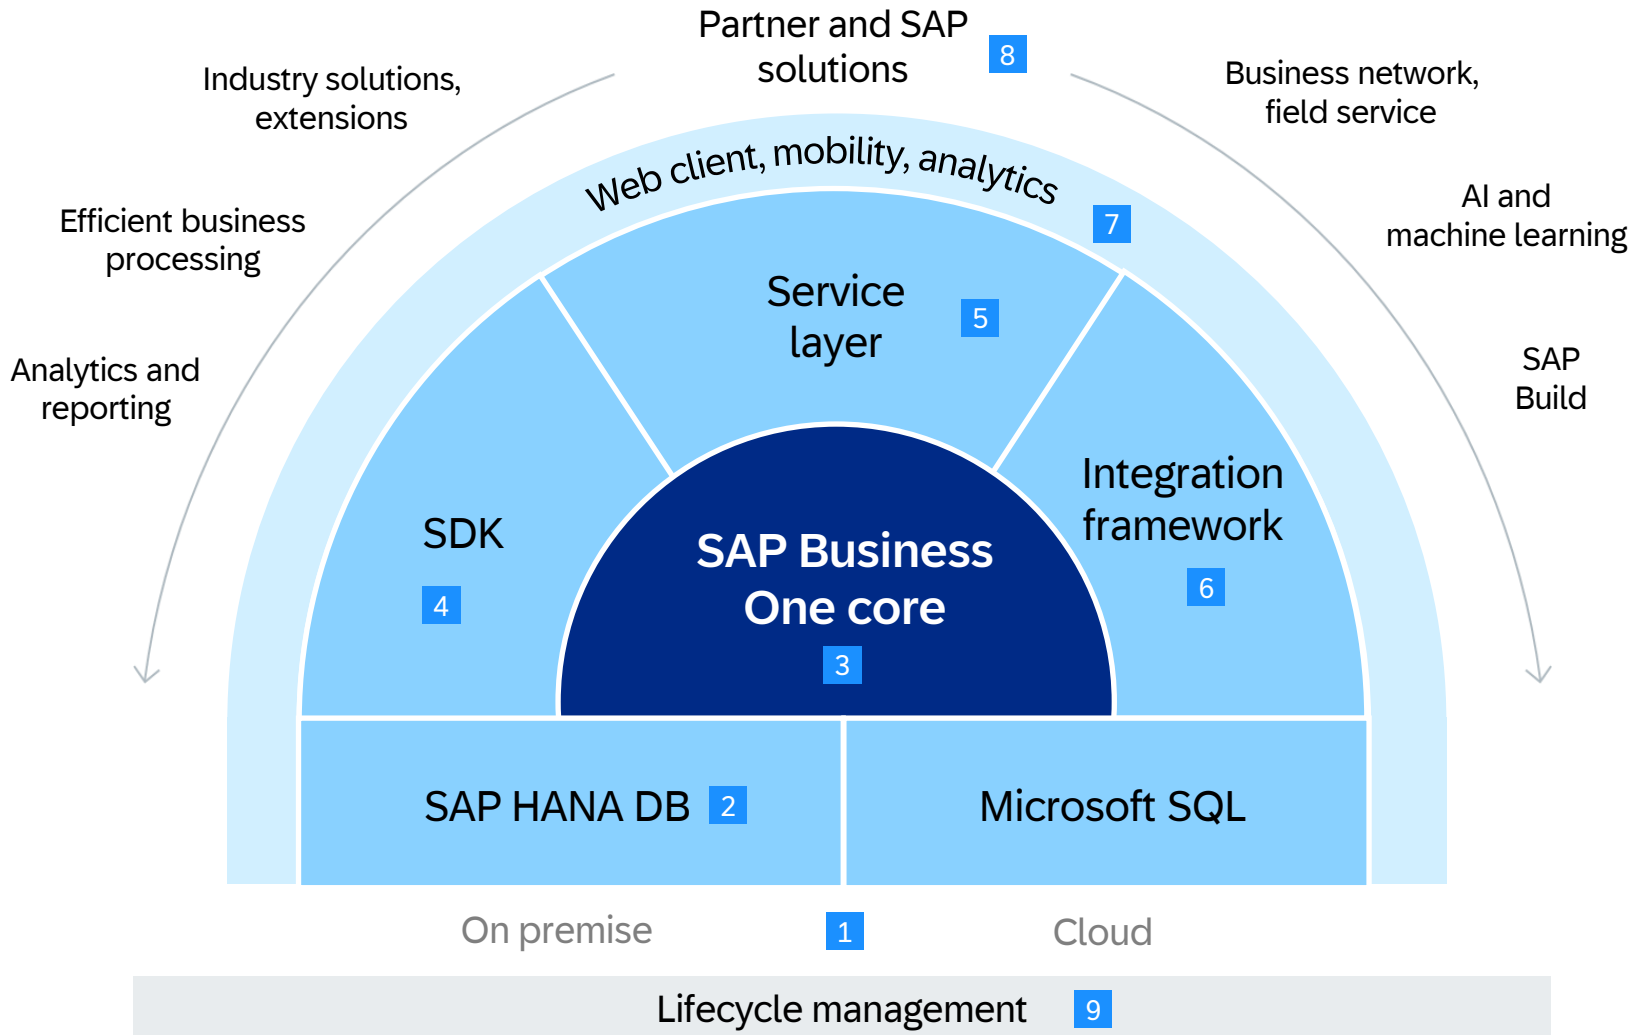 Partner and SAP
solutions
8
Industry solutions,
extensions
Business network,
field service
Web client, mobility, analytics
7
Efficient business
processing
AI and
machine learning
Service
layer
5
Analytics and
reporting
SAP
Build
SDK
4
Integration
framework
6
SAP Business
One core
3
SAP HANA DB 2
Microsoft SQL
On premise
1
Cloud
Lifecycle management 9